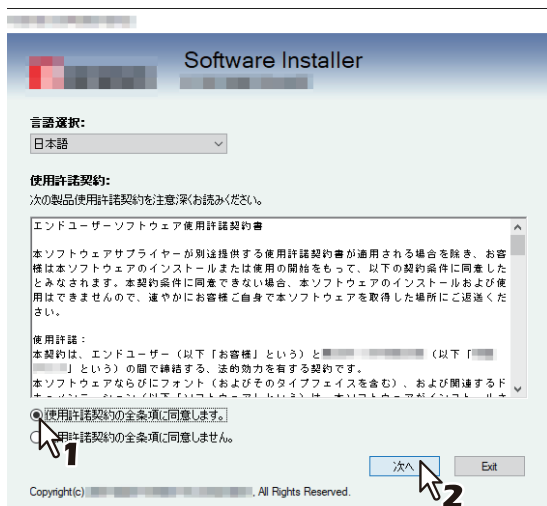 Software Installer
言語選択:
日本語
使用許諾契約:
次の製品使用許諾契約を注意深くお読みください。
エンドユーザーソフトウェア使用許諾契約書
本ソフトウェアサプライヤーが別途提供する使用許諾契約書が適用される場合を除き、お客
様は本ソフトウェアのインストールまたは使用の開始をもって、以下の契約条件に同意した
とみなされます。本契約条件に同意できない場合、本ソフトウェアのインストールおよび使
用はできませんので、速やかにお客様ご自身で本ソフトウェアを取得した場所にご返送くだ
さい。
使用許諾:
本契約は、エンドユーザー（以下「お客様」という）と （以下「
」という）の間で締結する、法的効力を有する契約です。
本ソフトウェアならびにフォント（およびそのタイプフェイスを含む）、および関連するド
使用許諾契約の全条項に同意します。
用許諾契約の全条項に同意しません。
1
次へ
Exit
2
Copyright(c) , All Rights Reserved.